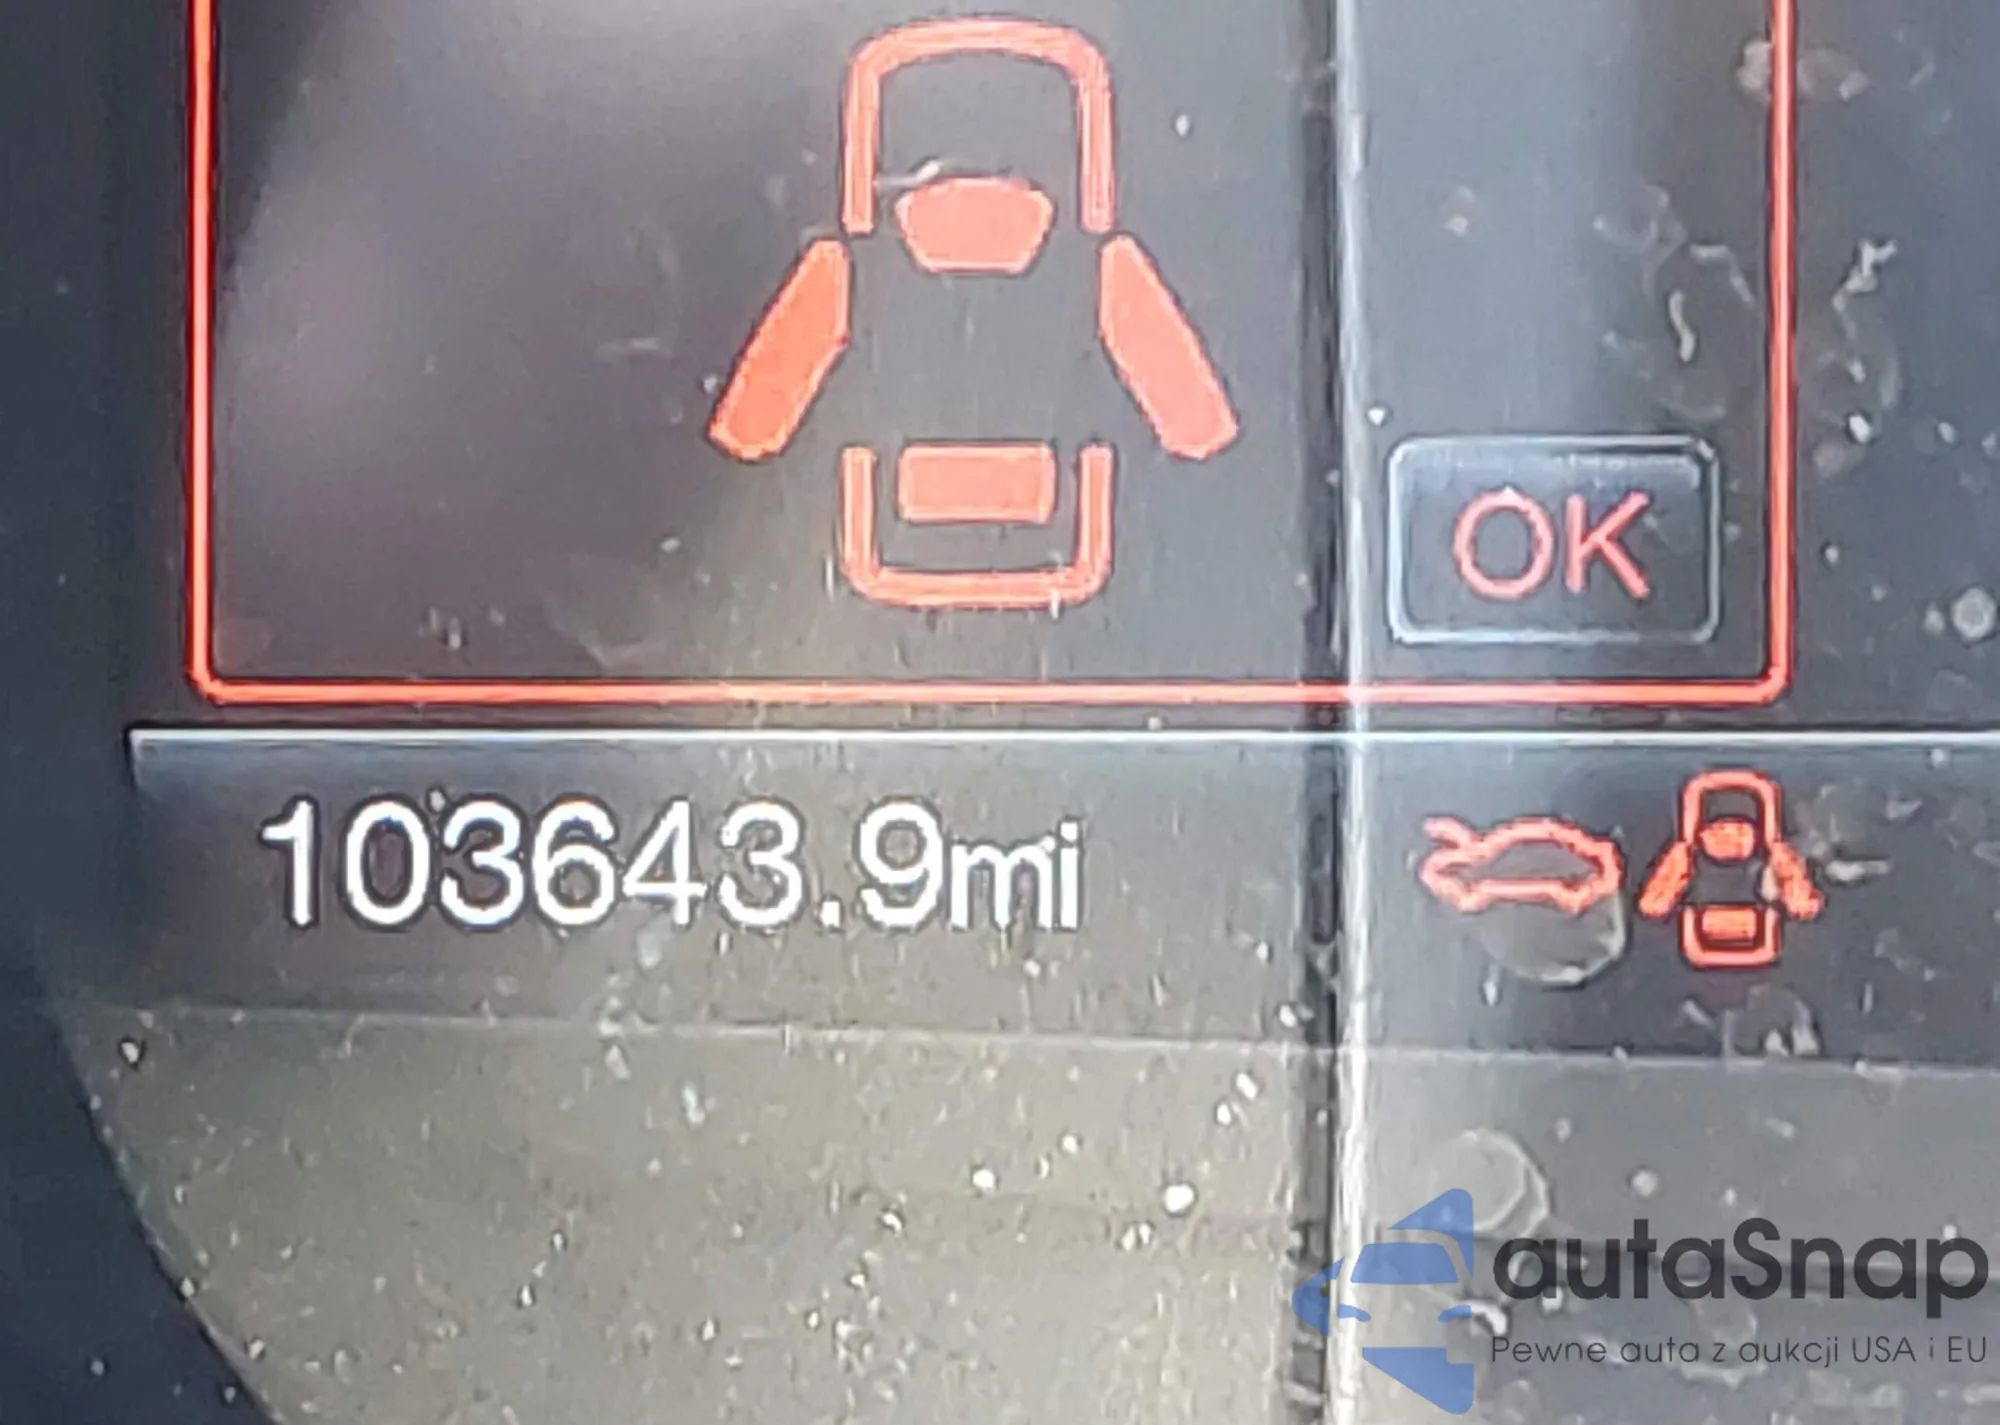 OK
103643.9mi
autaSnap
Pewne auta z aukcji USA i EU